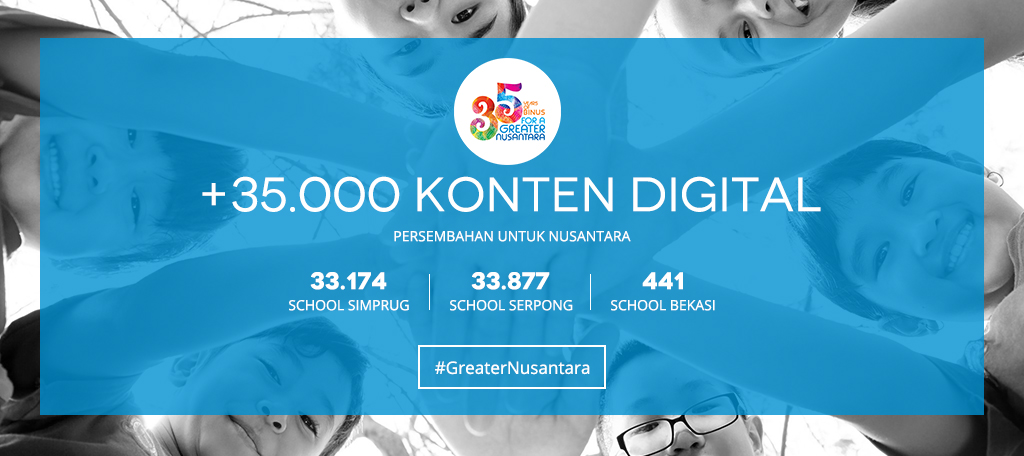 35
YEARS OF
BINUS
FOR A
GREATER
NUSANTARA
+35.000 KONTEN DIGITAL
PERSEMBAHAN UNTUK NUSANTARA
33.174 33.877 441
SCHOOL SIMPRUG SCHOOL SERPONG SCHOOL BEKASI
#GreaterNusantara